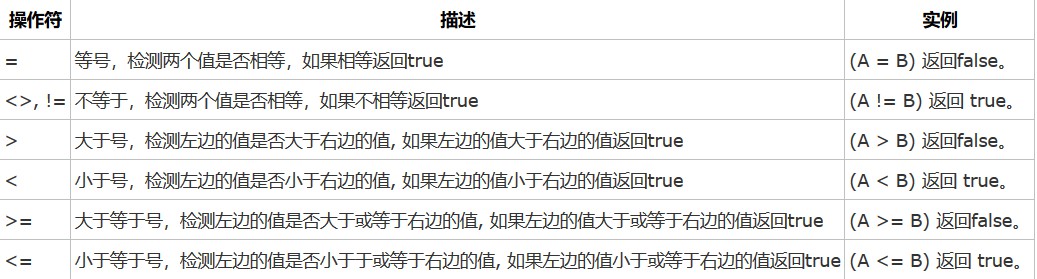 操作符 描述 实例
= 等号，检测两个值是否相等，如果相等返回true (A = B) 返回false。
<>, != 不等于，检测两个值是否相等，如果不相等返回true (A != B) 返回 true。
> 大于号，检测左边的值是否大于右边的值, 如果左边的值大于右边的值返回true (A > B) 返回false。
< 小于号，检测左边的值是否小于右边的值, 如果左边的值小于右边的值返回true (A < B) 返回 true。
>= 大于等于号，检测左边的值是否大于或等于右边的值, 如果左边的值大于或等于右边的值返回true (A >= B) 返回false。
<= 小于等于号，检测左边的值是否小于于或等于右边的值, 如果左边的值小于或等于右边的值返回true (A <= B) 返回 true。